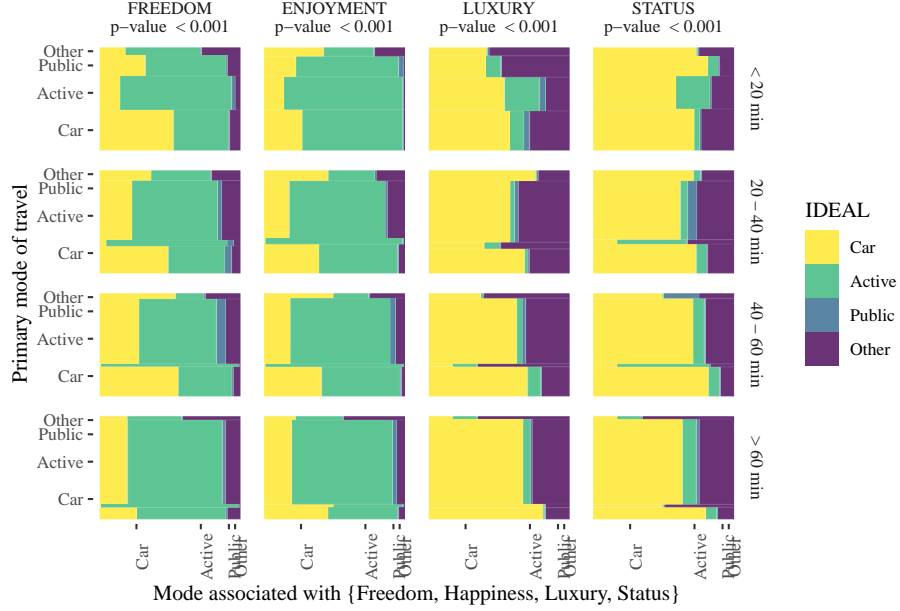 FREEDOM ENJOYMENT LUXURY STATUS
p−value < 0.001 p−value < 0.001 p−value < 0.001 p−value < 0.001
Other
Public
Active
Car
< 20 min
Other
Public
Active
Car
20 − 40 min
Other
Public
Active
Car
40 − 60 min
Other
Public
Active
Car
> 60 min
Primary mode of travel
Car Active Public Other Car Active Public Other Car Active Public Other Car Active Public Other
Mode associated with {Freedom, Happiness, Luxury, Status}
IDEAL
Car
Active
Public
Other